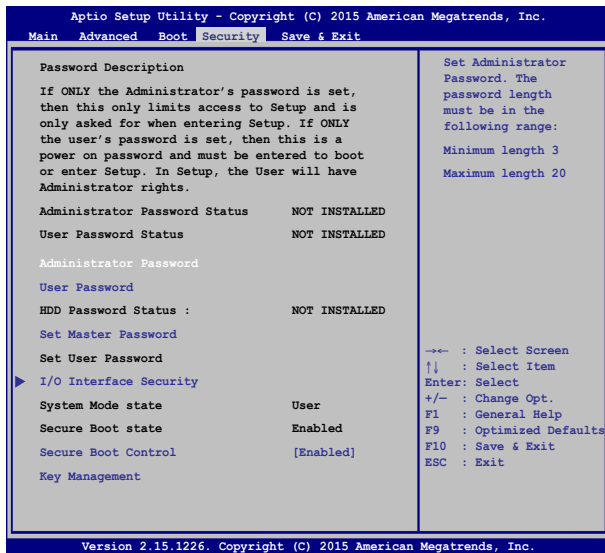 Aptio Setup Utility - Copyright (C) 2015 American Megatrends, Inc.
Main Advanced Boot Security Save & Exit
Password Description
If ONLY the Administrator's password is set,
then this only limits access to Setup and is
only asked for when entering Setup. If ONLY
the user's password is set, then this is a
power on password and must be entered to boot
or enter Setup. In Setup, the User will have
Administrator rights.
Administrator Password Status NOT INSTALLED
User Password Status NOT INSTALLED
Administrator Password
User Password
HDD Password Status : NOT INSTALLED
Set Master Password
Set User Password
I/O Interface Security
System Mode state User
Secure Boot state Enabled
Secure Boot Control [Enabled]
Key Management
Set Administrator
Password. The
password length
must be in the
following range:
Minimum length 3
Maximum length 20
→← : Select Screen
↑↓ : Select Item
Enter: Select
+/— : Change Opt.
F1 : General Help
F9 : Optimized Defaults
F10 : Save & Exit
ESC : Exit
Version 2.15.1226. Copyright (C) 2015 American Megatrends, Inc.